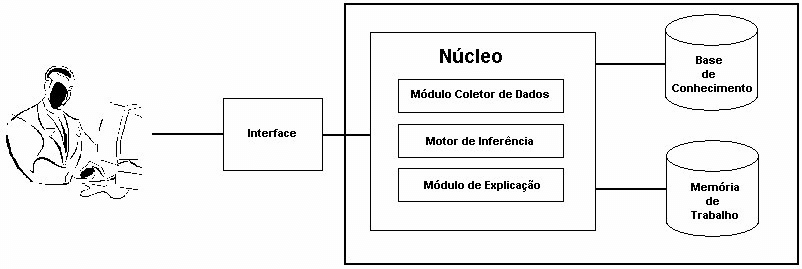 Interface
Núcleo
Módulo Coletor de Dados
Motor de Inferência
Módulo de Explicação
Base
de
Conhecimento
Memória
de
Trabalho